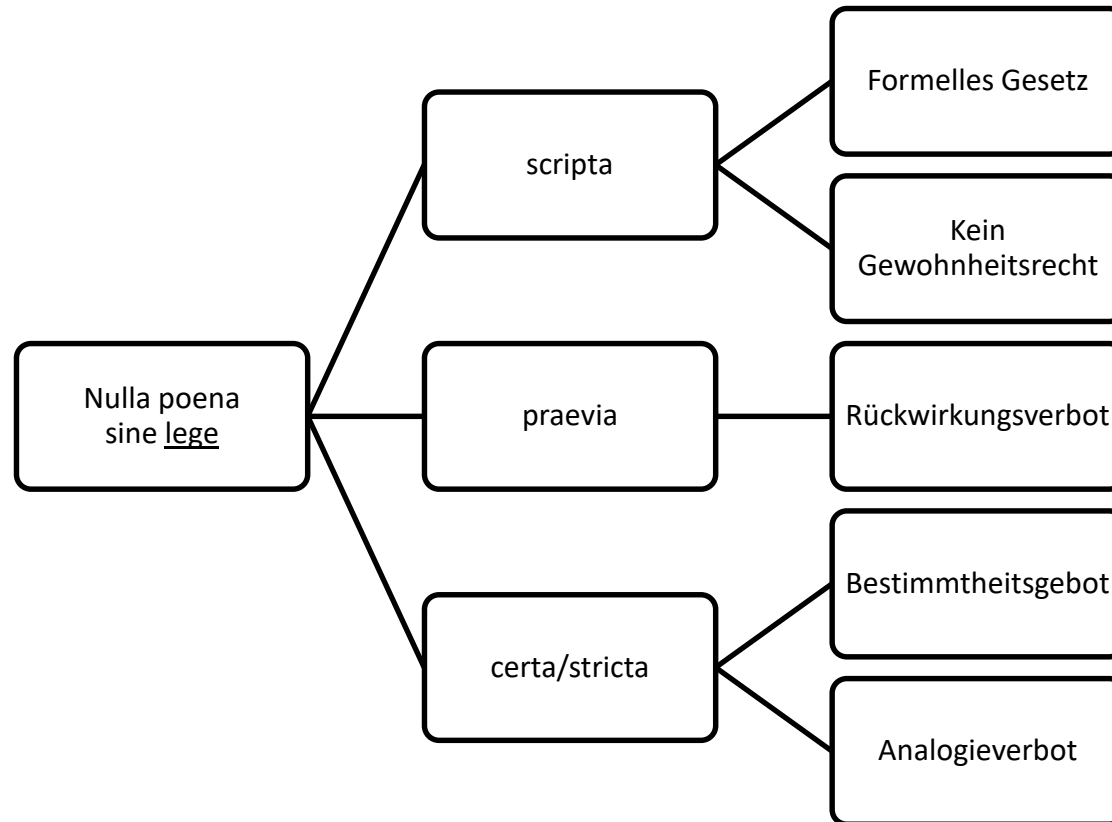 Nulla poena
sine lege
scripta
Formelles Gesetz
Kein
Gewohnheitsrecht
praevia
Rückwirkungsverbot
certa/stricta
Bestimmtheitsgebot
Analogieverbot